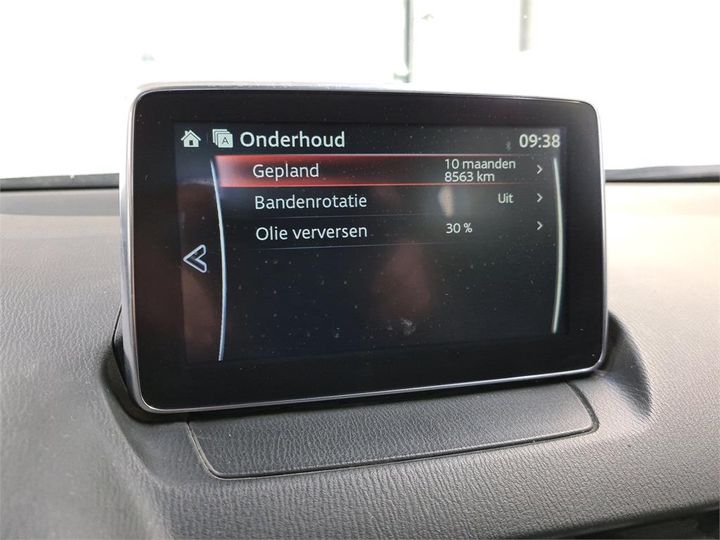 A Onderhoud 09:38
Gepland 10 maanden
8563 km
Bandenrotatie Uit
Olie verversen 30 %